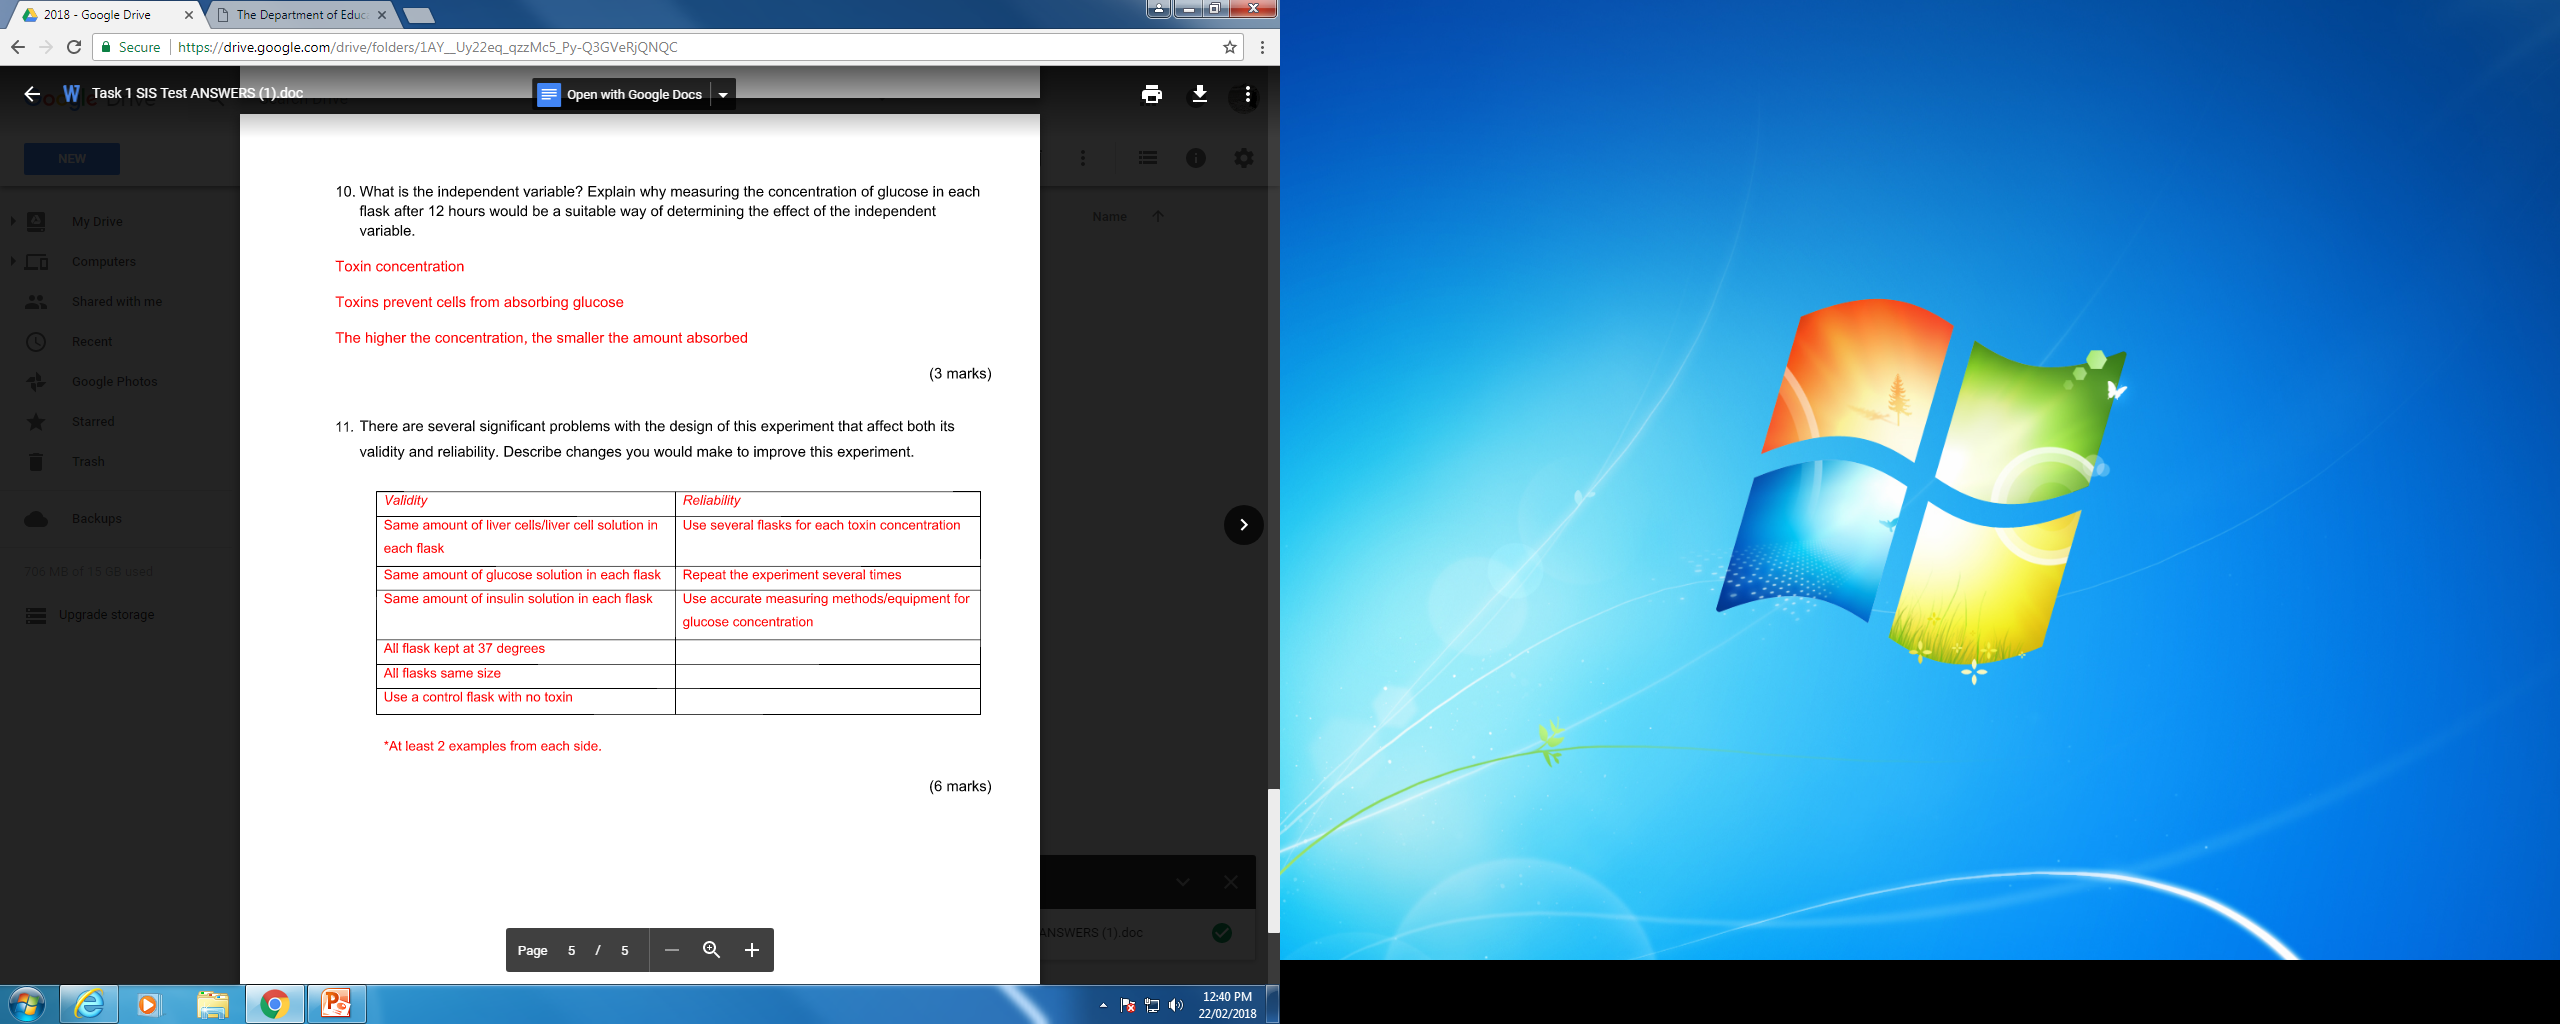 2018 - Google Drive
The Department of Educ
Secure
https://drive.google.com/drive/folders/1AY__Uy22eq_qzzMc5_Py-Q3GVeRjQNQC
Task 1 SIS Test ANSWERS (1).doc
Open with Google Docs
NEW
My Drive
Computers
Shared with me
Recent
Google Photos
Starred
Trash
Backups
706 MB of 15 GB used
Upgrade storage
Name
10. What is the independent variable? Explain why measuring the concentration of glucose in each
flask after 12 hours would be a suitable way of determining the effect of the independent
variable.
Toxin concentration
Toxins prevent cells from absorbing glucose
The higher the concentration, the smaller the amount absorbed
(3 marks)
11. There are several significant problems with the design of this experiment that affect both its
validity and reliability. Describe changes you would make to improve this experiment.
Validity Reliability
Same amount of liver cells/liver cell solution in Use several flasks for each toxin concentration
each flask
Same amount of glucose solution in each flask Repeat the experiment several times
Same amount of insulin solution in each flask Use accurate measuring methods/equipment for
glucose concentration
All flask kept at 37 degrees
All flasks same size
Use a control flask with no toxin
*At least 2 examples from each side.
(6 marks)
ANSWERS (1).doc
Page 5 / 5
12:40 PM
22/02/2018